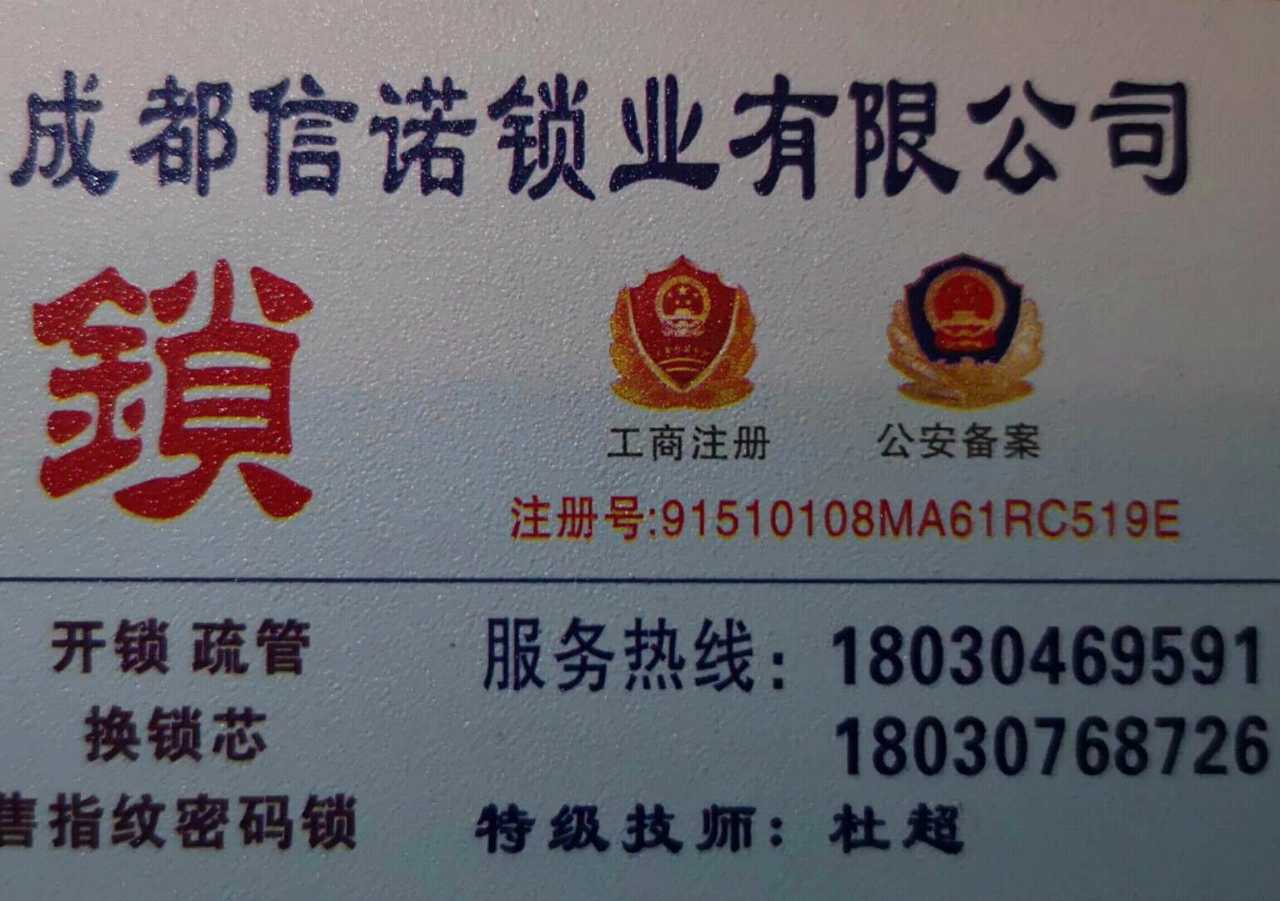 成都信诺锁业有限公司
鎖
工商注册 公安备案
注册号:91510108MA61RC519E
开锁 疏管
换锁芯
售指纹密码锁
服务热线：18030469591
18030768726
特级技师：杜超